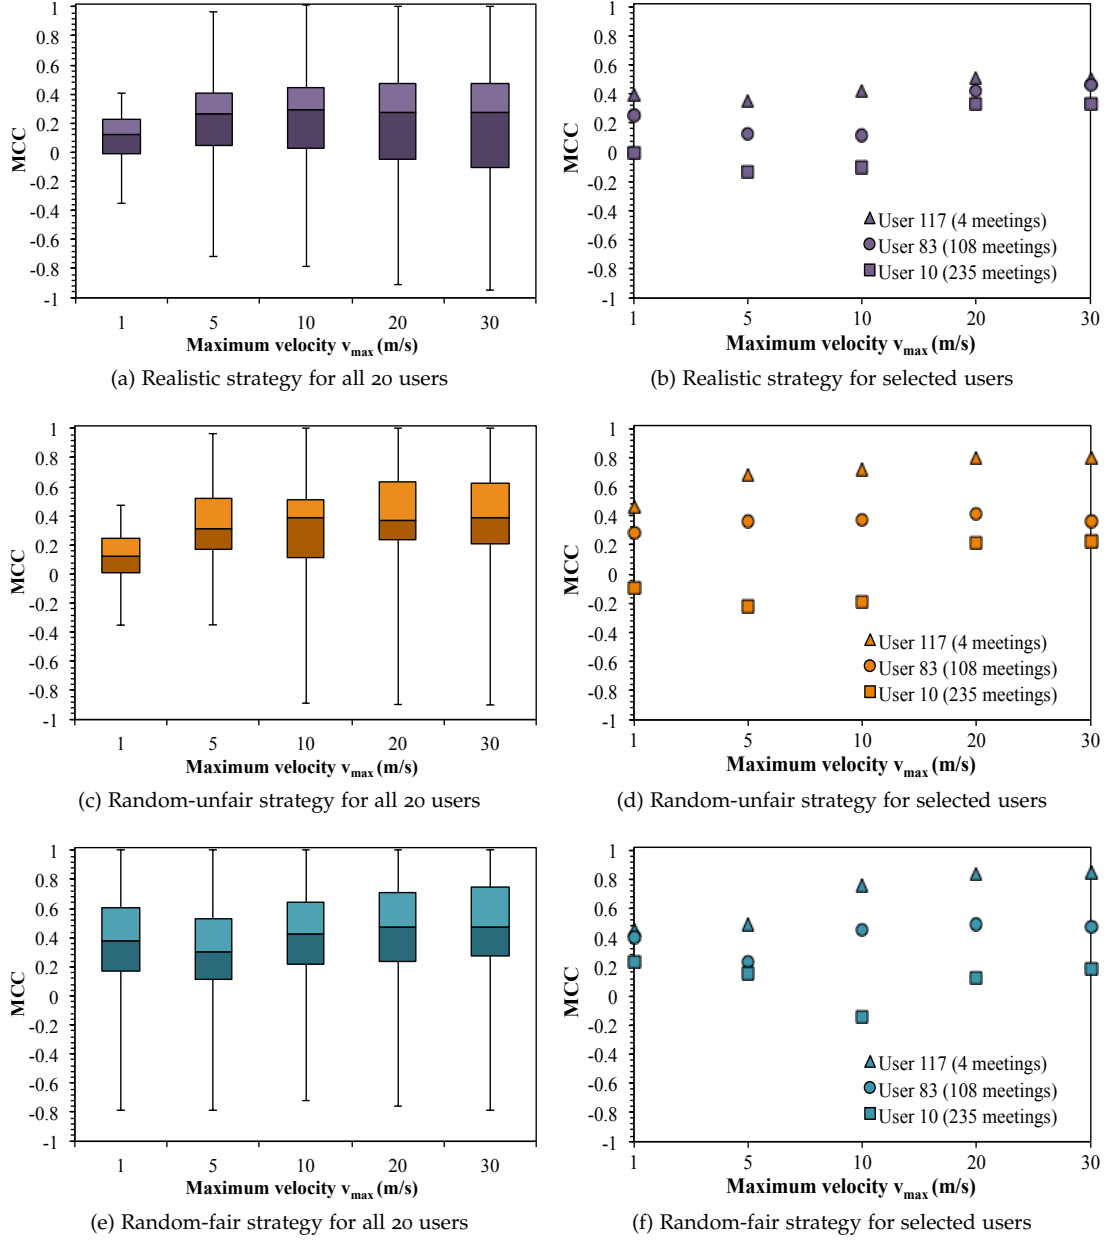 1
0.8
0.6
0.4
0.2
0
-0.2
-0.4
-0.6
-0.8
-1
MCC
1 5 10 20 30
Maximum velocity vmax (m/s)
(a) Realistic strategy for all 20 users
1
0.8
0.6
0.4
0.2
0
-0.2
-0.4
-0.6
-0.8
-1
MCC
User 117 (4 meetings)
User 83 (108 meetings)
User 10 (235 meetings)
1 5 10 20 30
Maximum velocity vmax (m/s)
(b) Realistic strategy for selected users
1
0.8
0.6
0.4
0.2
0
-0.2
-0.4
-0.6
-0.8
-1
MCC
1 5 10 20 30
Maximum velocity vmax (m/s)
(c) Random-unfair strategy for all 20 users
1
0.8
0.6
0.4
0.2
0
-0.2
-0.4
-0.6
-0.8
-1
MCC
User 117 (4 meetings)
User 83 (108 meetings)
User 10 (235 meetings)
1 5 10 20 30
Maximum velocity vmax (m/s)
(d) Random-unfair strategy for selected users
1
0.8
0.6
0.4
0.2
0
-0.2
-0.4
-0.6
-0.8
-1
MCC
1 5 10 20 30
Maximum velocity vmax (m/s)
(e) Random-fair strategy for all 20 users
1
0.8
0.6
0.4
0.2
0
-0.2
-0.4
-0.6
-0.8
-1
MCC
User 117 (4 meetings)
User 83 (108 meetings)
User 10 (235 meetings)
1 5 10 20 30
Maximum velocity vmax (m/s)
(f) Random-fair strategy for selected users